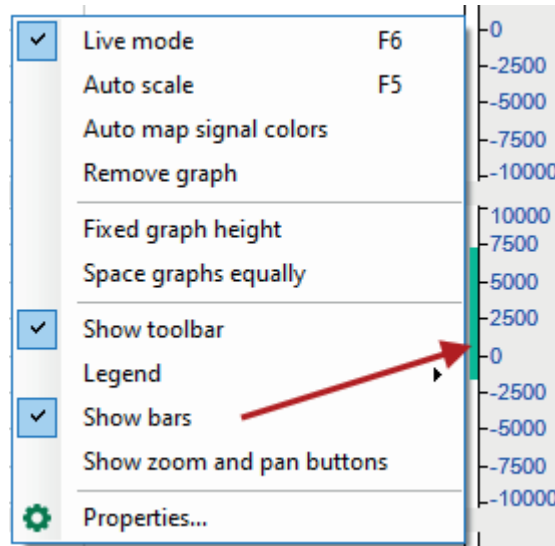 Live mode F6
Auto scale F5
Auto map signal colors
Remove graph
Fixed graph height
Space graphs equally
Show toolbar
Legend
Show bars
Show zoom and pan buttons
Properties...
0
-2500
-5000
-7500
-10000
10000
7500
5000
2500
0
-2500
-5000
-7500
-10000